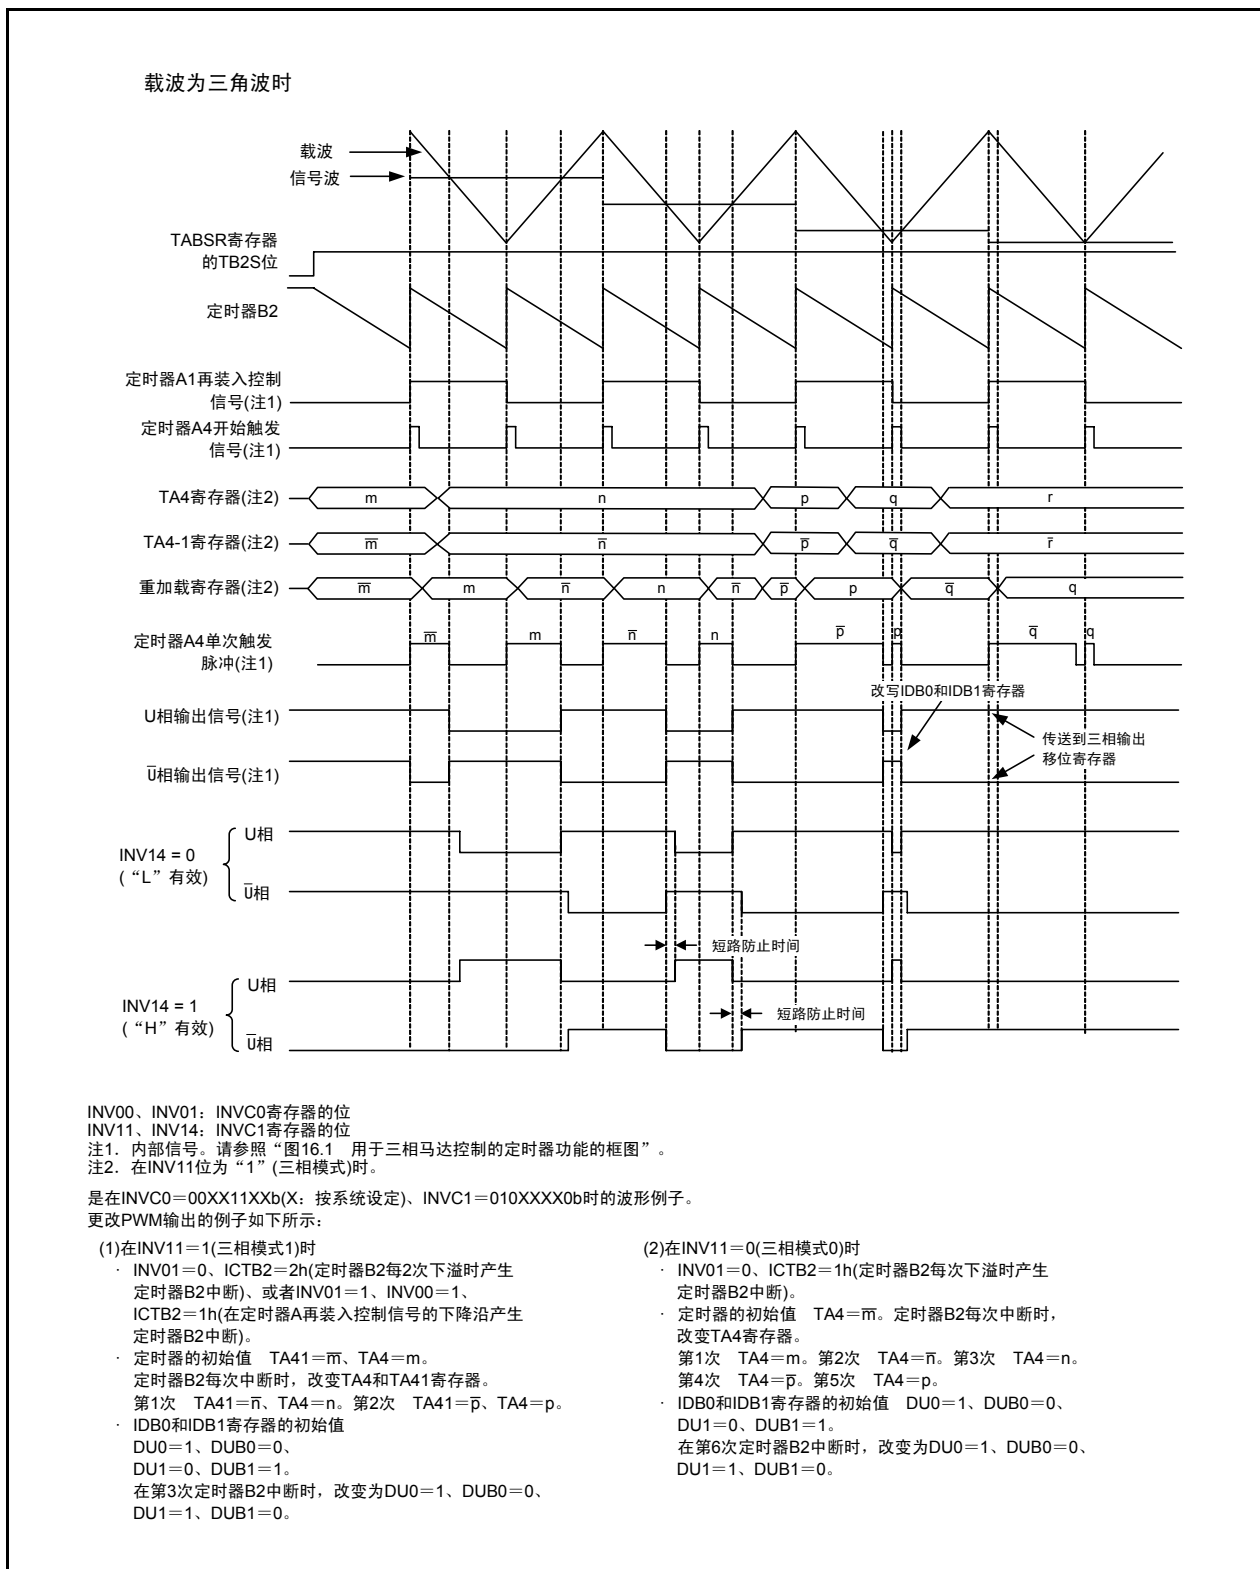 载波为三角波时
载波
信号波
TABSR寄存器
的TB2S位
定时器B2
定时器A1再装入控制
信号(注1)
定时器A4开始触发
信号(注1)
TA4寄存器(注2)
m
n
p
q
r
TA4-1寄存器(注2)
m̅
n̅
p̅
q̅
r̅
重加载寄存器(注2)
m̅
m
n̅
n
n̅
p̅
p
q̅
q
定时器A4单次触发
脉冲(注1)
m̅
m
n̅
n
p̅
p
q̅
q
改写IDB0和IDB1寄存器
U相输出信号(注1)
传送到三相输出
移位寄存器
U̅相输出信号(注1)
INV14 = 0
(“L”有效)
U相
U̅相
短路防止时间
INV14 = 1
(“H”有效)
U相
短路防止时间
U̅相
INV00、INV01：INVC0寄存器的位
INV11、INV14：INVC1寄存器的位
注1. 内部信号。请参照“图16.1 用于三相马达控制的定时器功能的框图”。
注2. 在INV11位为“1”(三相模式)时。
是在INVC0＝00XX11XXb(X：按系统设定)、INVC1＝010XXXX0b时的波形例子。
更改PWM输出的例子如下所示：
(1)在INV11＝1(三相模式1)时
· INV01＝0、ICTB2＝2h(定时器B2每2次下溢时产生
定时器B2中断)、或者INV01＝1、INV00＝1、
ICTB2＝1h(在定时器A再装入控制信号的下降沿产生
定时器B2中断)。
· 定时器的初始值 TA41＝m̅、TA4＝m。
定时器B2每次中断时，改变TA4和TA41寄存器。
第1次 TA41＝n̅、TA4＝n。第2次 TA41＝p̅、TA4＝p。
· IDB0和IDB1寄存器的初始值
DU0＝1、DUB0＝0、
DU1＝0、DUB1＝1。
在第3次定时器B2中断时，改变为DU0＝1、DUB0＝0、
DU1＝1、DUB1＝0。
(2)在INV11＝0(三相模式0)时
· INV01＝0、ICTB2＝1h(定时器B2每次下溢时产生
定时器B2中断)。
· 定时器的初始值 TA4＝m̅。定时器B2每次中断时，
改变TA4寄存器。
第1次 TA4＝m。第2次 TA4＝n̅。第3次 TA4＝n。
第4次 TA4＝p̅。第5次 TA4＝p。
· IDB0和IDB1寄存器的初始值 DU0＝1、DUB0＝0、
DU1＝0、DUB1＝1。
在第6次定时器B2中断时，改变为DU0＝1、DUB0＝0、
DU1＝1、DUB1＝0。